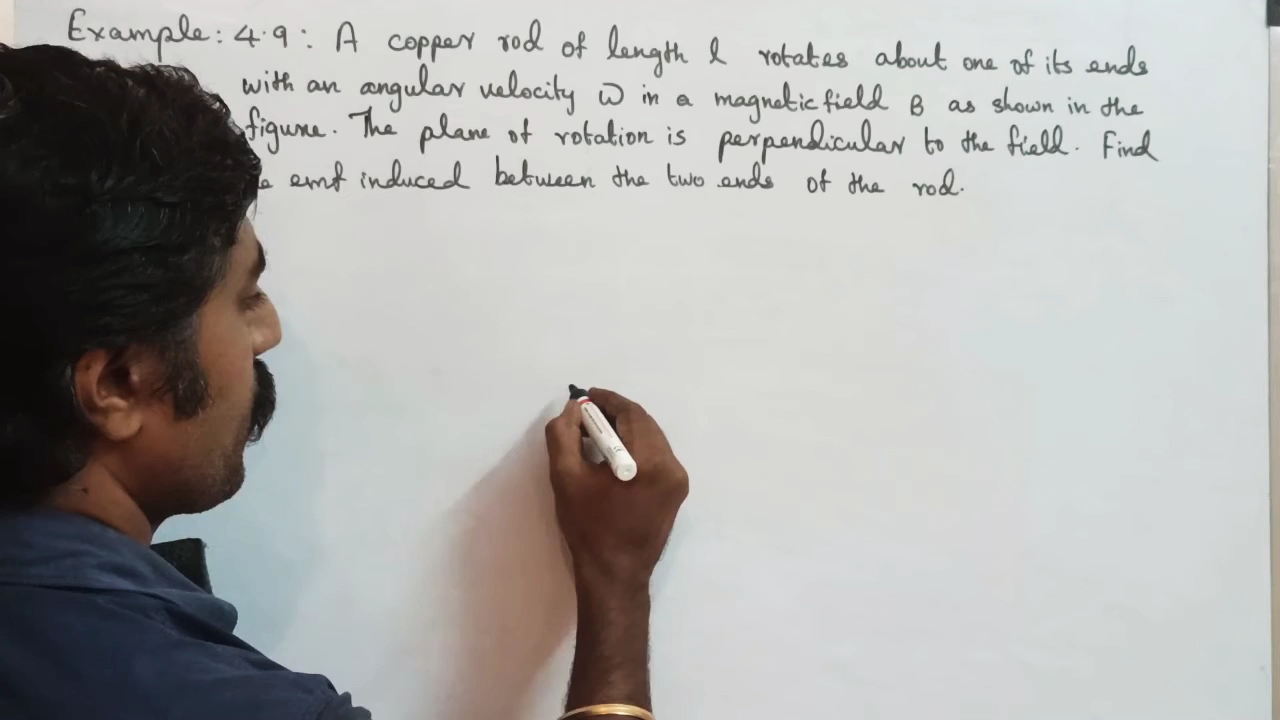 Example: 4.9: A copper rod of length l rotates about one of its ends
with an angular velocity ω in a magnetic field B as shown in the
figure. The plane of rotation is perpendicular to the field. Find
emf induced between the two ends of the rod.